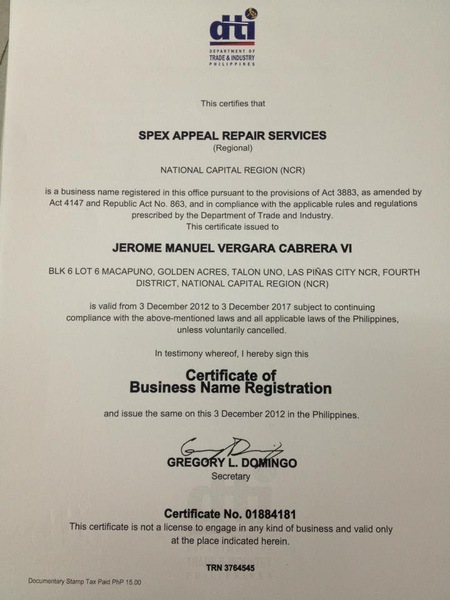 dti
DEPARTMENT OF
TRADE & INDUSTRY
PHILIPPINES
This certifies that
SPEX APPEAL REPAIR SERVICES
(Regional)
NATIONAL CAPITAL REGION (NCR)
is a business name registered in this office pursuant to the provisions of Act 3883, as amended by
Act 4147 and Republic Act No. 863, and in compliance with the applicable rules and regulations
prescribed by the Department of Trade and Industry.
This certificate issued to
JEROME MANUEL VERGARA CABRERA VI
BLK 6 LOT 6 MACAPUNO, GOLDEN ACRES, TALON UNO, LAS PIÑAS CITY NCR, FOURTH
DISTRICT, NATIONAL CAPITAL REGION (NCR)
is valid from 3 December 2012 to 3 December 2017 subject to continuing
compliance with the above-mentioned laws and all applicable laws of the Philippines,
unless voluntarily cancelled.
In testimony whereof, I hereby sign this
Certificate of
Business Name Registration
and issue the same on this 3 December 2012 in the Philippines.
GREGORY L. DOMINGO
Secretary
dti
Certificate No. 01884181
This certificate is not a license to engage in any kind of business and valid only
at the place indicated herein.
TRN 3764545
Documentary Stamp Tax Paid PhP 15.00